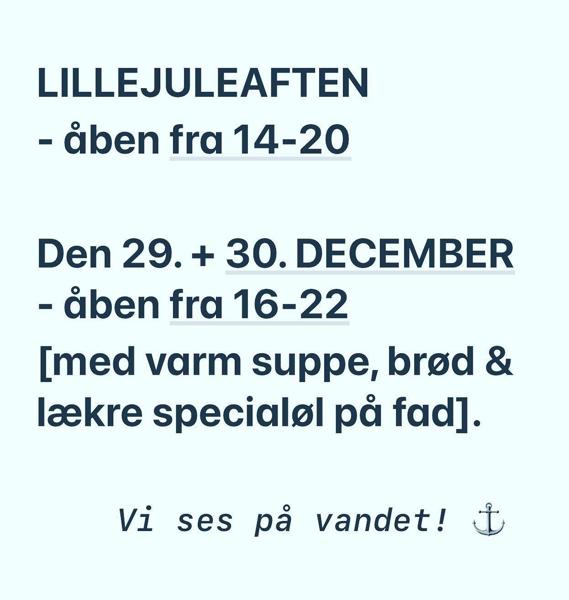 LILLEJULEAFTEN
- åben fra 14-20
Den 29. + 30. DECEMBER
- åben fra 16-22
[med varm suppe, brød &
lækre specialøl på fad].
Vi ses på vandet! ⚓